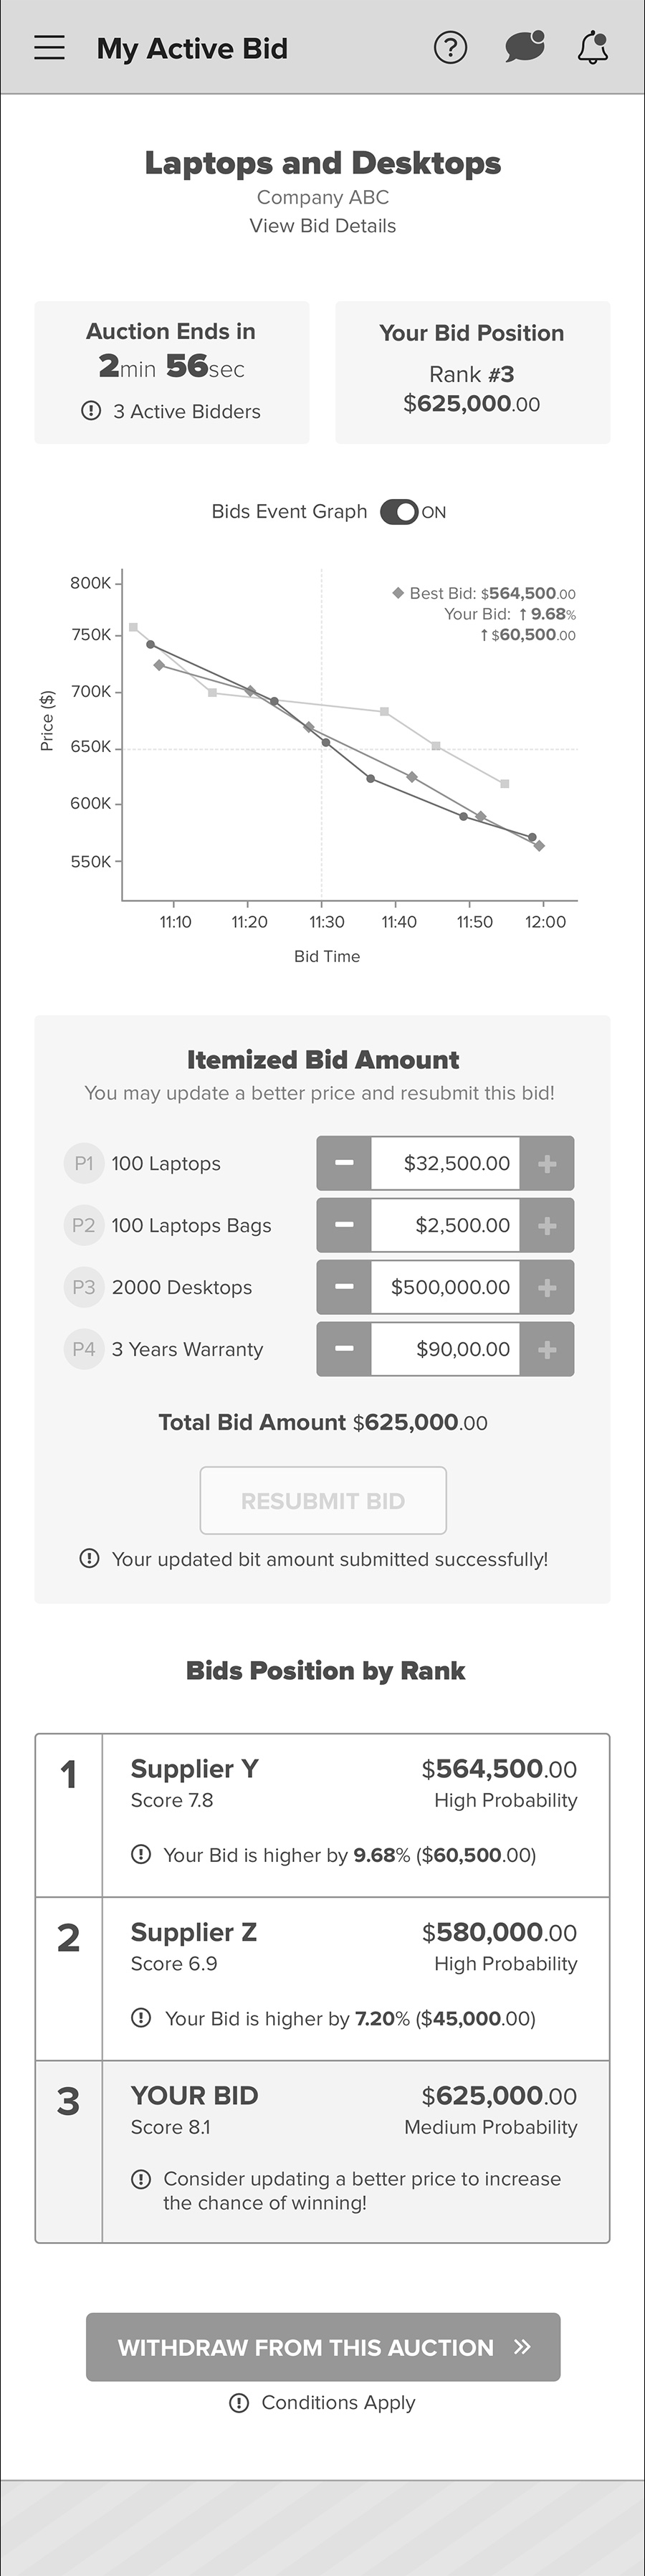 My Active Bid
Laptops and Desktops
Company ABC
View Bid Details
Auction Ends in
2min 56sec
3 Active Bidders
Your Bid Position
Rank #3
$625,000.00
Bids Event Graph ON
Best Bid: $564,500.00
Your Bid: ↑ 9.68%
↑ $60,500.00
Price ($)
800K
750K
700K
650K
600K
550K
11:10 11:20 11:30 11:40 11:50 12:00
Bid Time
Itemized Bid Amount
You may update a better price and resubmit this bid!
P1 100 Laptops $32,500.00
P2 100 Laptops Bags $2,500.00
P3 2000 Desktops $500,000.00
P4 3 Years Warranty $90,00.00
Total Bid Amount $625,000.00
RESUBMIT BID
Your updated bit amount submitted successfully!
Bids Position by Rank
1
Supplier Y $564,500.00
Score 7.8 High Probability
Your Bid is higher by 9.68% ($60,500.00)
2
Supplier Z $580,000.00
Score 6.9 High Probability
Your Bid is higher by 7.20% ($45,000.00)
3
YOUR BID $625,000.00
Score 8.1 Medium Probability
Consider updating a better price to increase
the chance of winning!
WITHDRAW FROM THIS AUCTION »
Conditions Apply